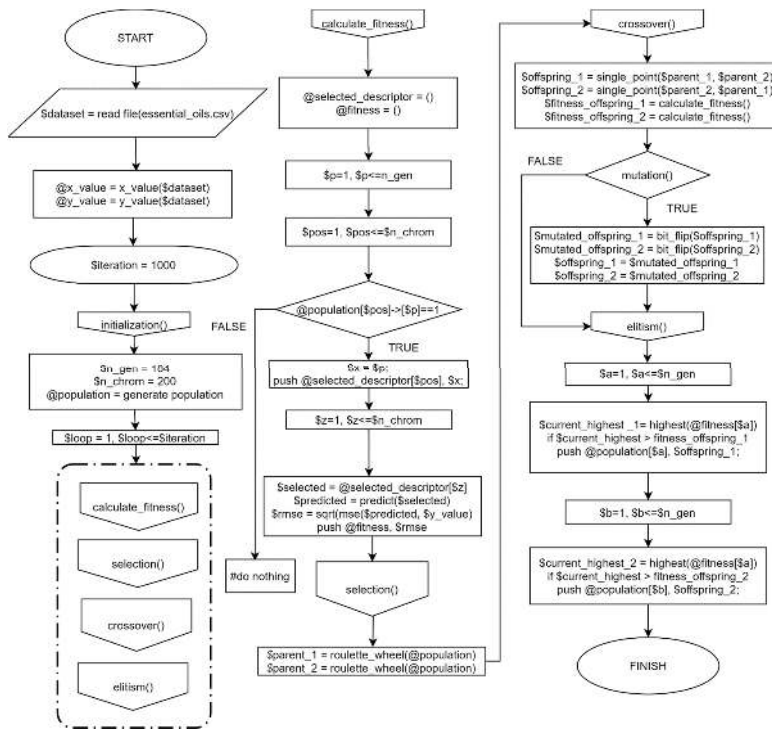 START
$dataset = read file(essential_oils.csv)
@x_value = x_value($dataset)
@y_value = y_value($dataset)
$iteration = 1000
initialization()
$n_gen = 104
$n_chrom = 200
@population = generate population
$loop = 1, $loop<=$iteration
calculate_fitness()
selection()
crossover()
elitism()
calculate_fitness()
@selected_descriptor = ()
@fitness = ()
$p=1, $p<=n_gen
$pos=1, $pos<=$n_chrom
@population[$pos]->[$p]==1
FALSE
TRUE
$x = $p;
push @selected_descriptor[$pos], $x;
$z=1, $z<=$n_chrom
$selected = @selected_descriptor[$z]
$predicted = predict($selected)
$rmse = sqrt(mse($predicted, $y_value)
push @fitness, $rmse
#do nothing
selection()
$parent_1 = roulette_wheel(@population)
$parent_2 = roulette_wheel(@population)
crossover()
$offspring_1 = single_point($parent_1, $parent_2)
$offspring_2 = single_point($parent_2, $parent_1)
$fitness_offspring_1 = calculate_fitness()
$fitness_offspring_2 = calculate_fitness()
FALSE
mutation()
TRUE
$mutated_offspring_1 = bit_flip($offspring_1)
$mutated_offspring_2 = bit_flip($offspring_2)
$offspring_1 = $mutated_offspring_1
$offspring_2 = $mutated_offspring_2
elitism()
$a=1, $a<=n_gen
$current_highest _1= highest(@fitness[$a])
if $current_highest > fitness_offspring_1
push @population[$a], $offspring_1;
$b=1, $b<=n_gen
$current_highest_2 = highest(@fitness[$a])
if $current_highest > fitness_offspring_2
push @population[$b], $offspring_2;
FINISH